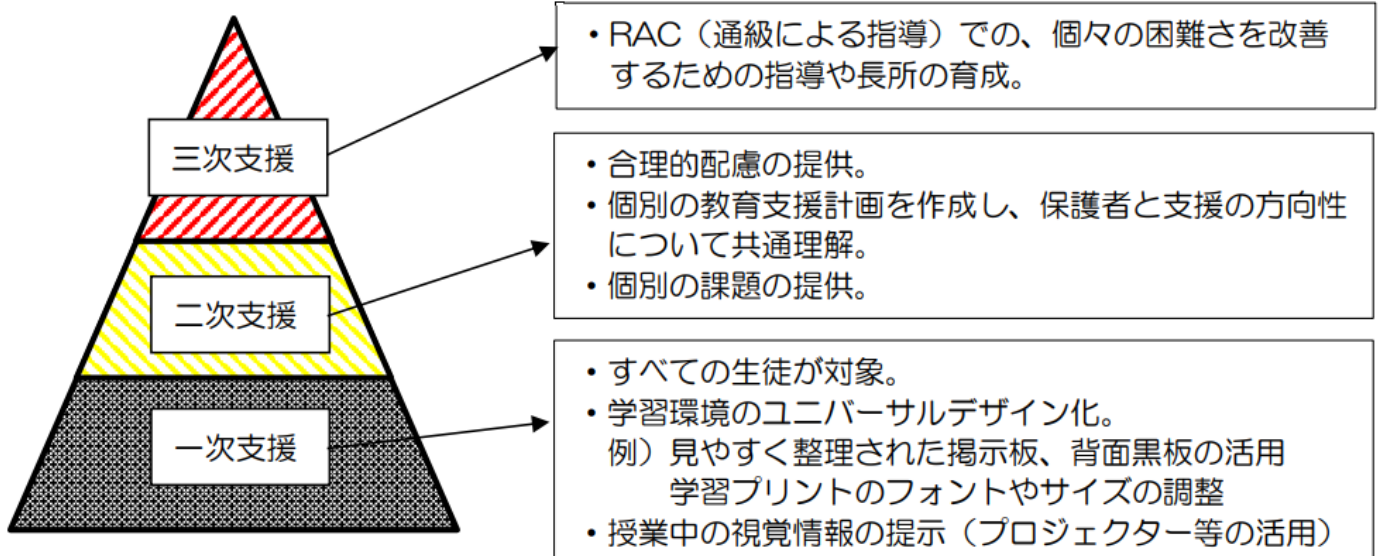 ・RAC（通級による指導）での、個々の困難さを改善
するための指導や長所の育成。
三次支援
・合理的配慮の提供。
・個別の教育支援計画を作成し、保護者と支援の方向性
について共通理解。
・個別の課題の提供。
二次支援
・すべての生徒が対象。
・学習環境のユニバーサルデザイン化。
例）見やすく整理された掲示板、背面黒板の活用
学習プリントのフォントやサイズの調整
・授業中の視覚情報の提示（プロジェクター等の活用）
一次支援